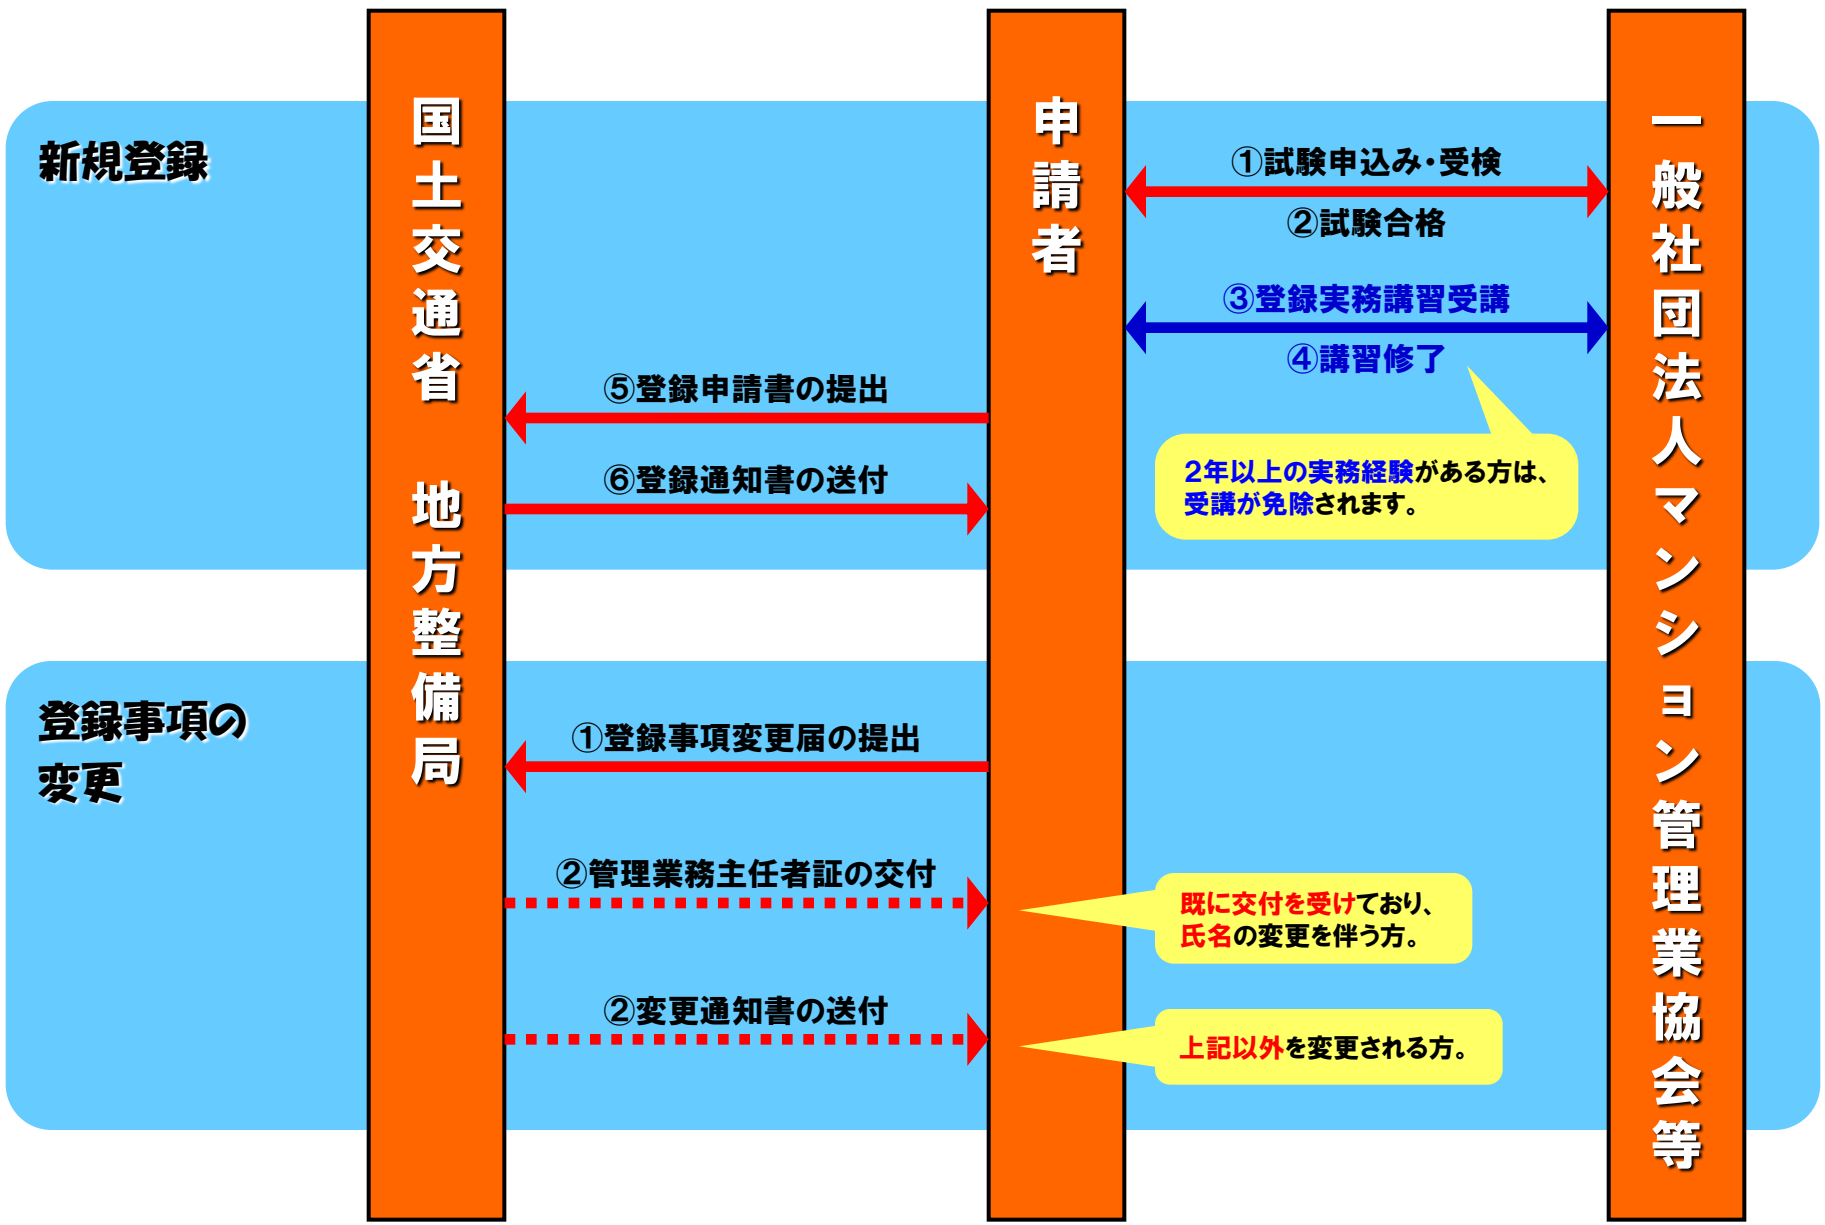 国土交通省 地方整備局
申請者
一般社団法人マンション管理業協会等
新規登録
①試験申込み・受検
②試験合格
③登録実務講習受講
④講習修了
2年以上の実務経験がある方は、
受講が免除されます。
⑤登録申請書の提出
⑥登録通知書の送付
登録事項の
変更
①登録事項変更届の提出
②管理業務主任者証の交付
既に交付を受けており、
氏名の変更を伴う方。
②変更通知書の送付
上記以外を変更される方。